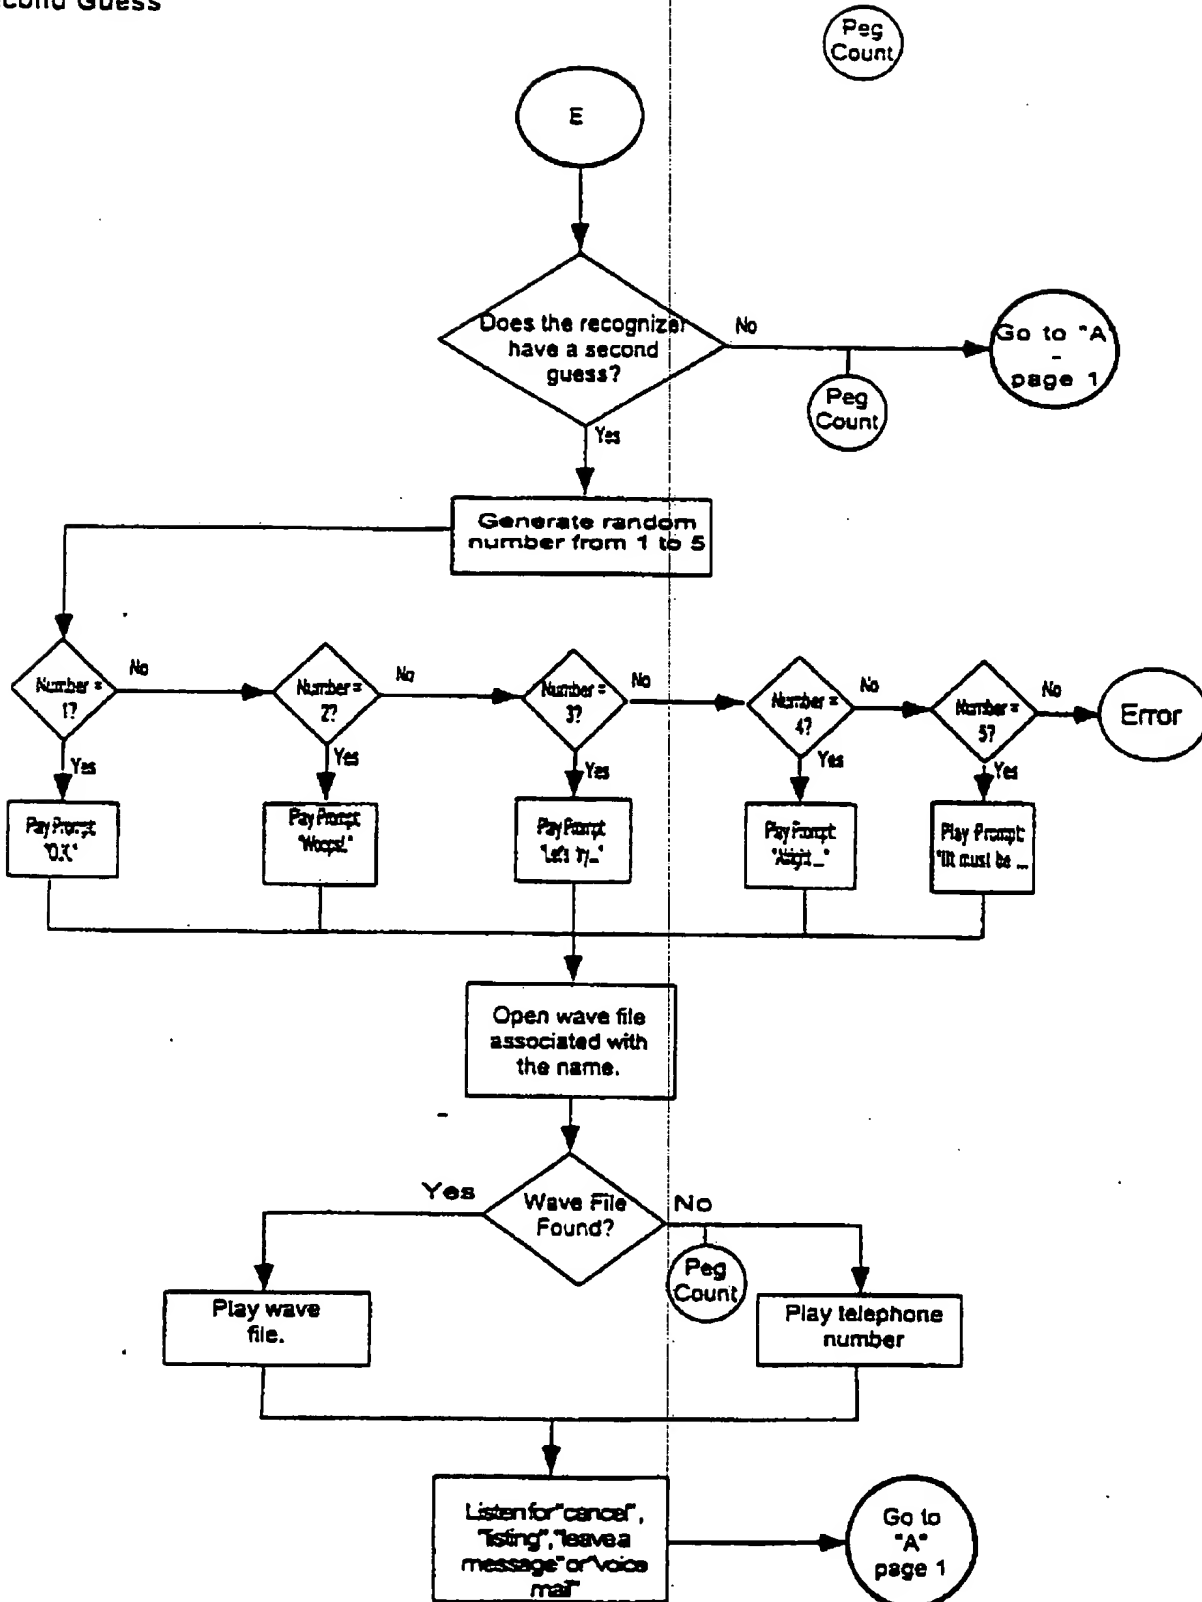 Second Guess
Peg
Count
E
Does the recognizer
have a second
guess?
No
Go to "A"
-
page 1
Peg
Count
Yes
Generate random
number from 1 to 5
Number =
1?
No
Number =
2?
No
Number =
3?
No
Number =
4?
No
Number =
5?
No
Error
Yes
Yes
Yes
Yes
Yes
Play Prompt
"O.K."
Play Prompt
"Woops!."
Play Prompt
"Let's try..."
Play Prompt:
"Alright ..."
Play Prompt:
must be ...
Open wave file
associated with
the name.
Yes
Wave File
Found?
No
Peg
Count
Play wave
file.
Play telephone
number
Listen for "cancel",
"listing", "leave a
message" or "voice
mail"
Go to
"A"
page 1